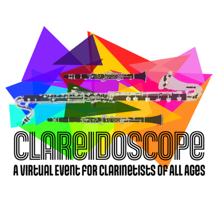 CLAREIDOSCOPE
A VIRTUAL EVENT FOR CLARINETISTS OF ALL AGES